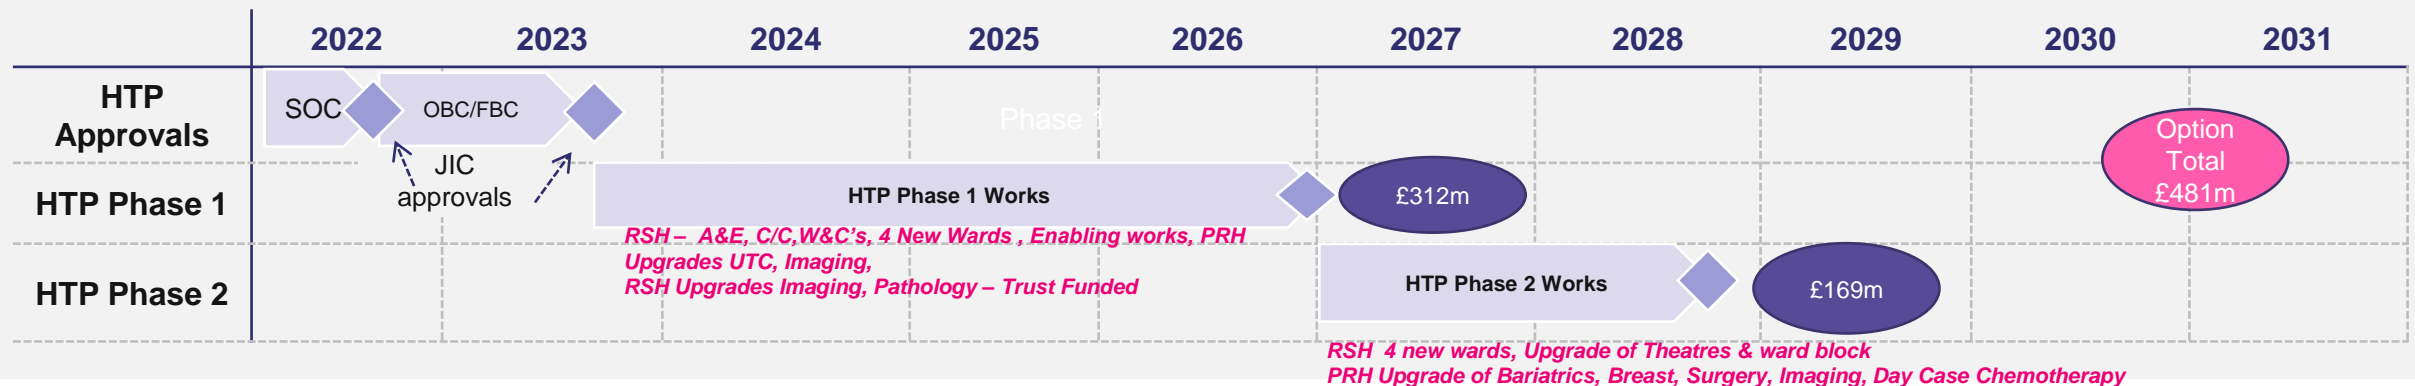 2022 2023 2024 2025 2026 2027 2028 2029 2030 2031
HTP
Approvals
SOC
OBC/FBC
Phase 1
JIC
approvals
Option
Total
£481m
HTP Phase 1
HTP Phase 1 Works
£312m
RSH – A&E, C/C,W&C's, 4 New Wards , Enabling works, PRH
Upgrades UTC, Imaging,
RSH Upgrades Imaging, Pathology – Trust Funded
HTP Phase 2
HTP Phase 2 Works
£169m
RSH 4 new wards, Upgrade of Theatres & ward block
PRH Upgrade of Bariatrics, Breast, Surgery, Imaging, Day Case Chemotherapy